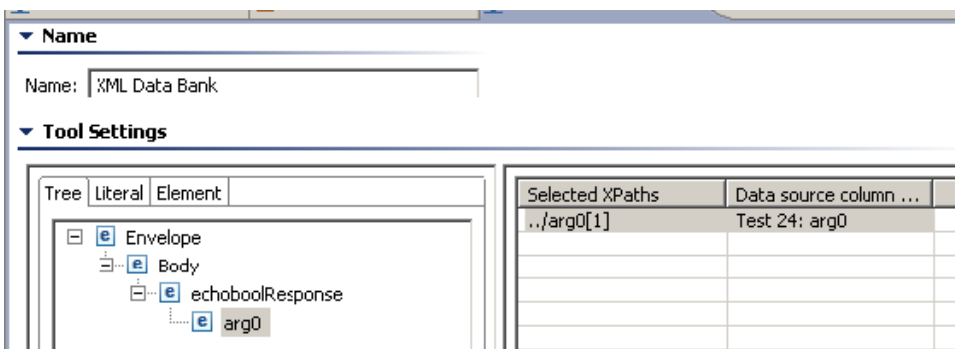 Name
Name: XML Data Bank
Tool Settings
Tree Literal Element
Envelope
Body
echoboolResponse
arg0
Selected XPaths Data source column ...
../arg0[1] Test 24: arg0